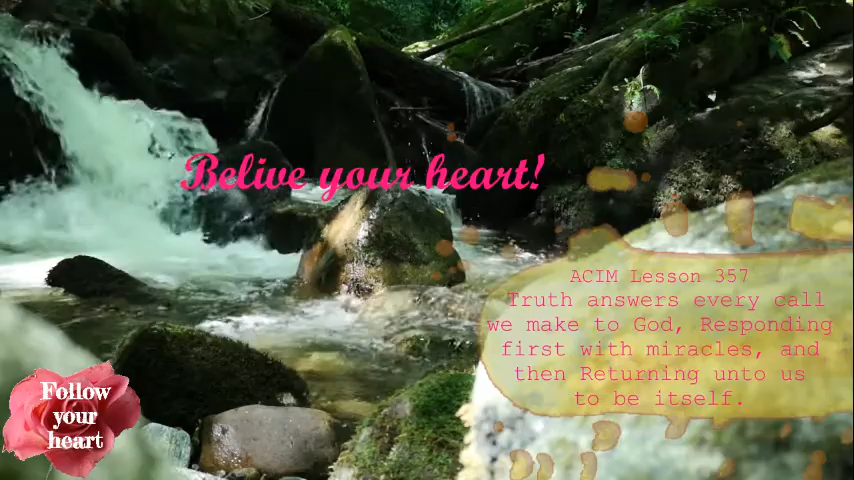 Belive your heart!
ACIM Lesson 357
Truth answers every call
we make to God, Responding
first with miracles, and
then Returning unto us
to be itself.
Follow
your
heart